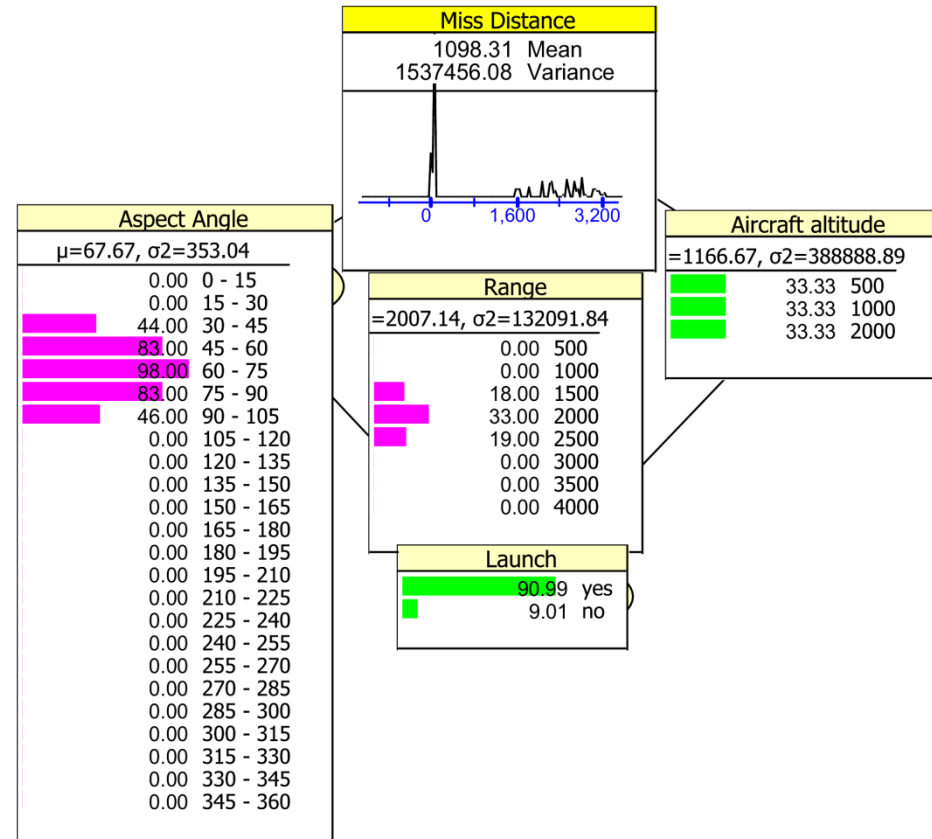 Miss Distance
1098.31 Mean
1537456.08 Variance
0 1,600 3,200
Aspect Angle
μ=67.67, σ2=353.04
0.00 0 - 15
0.00 15 - 30
44.00 30 - 45
83.00 45 - 60
98.00 60 - 75
83.00 75 - 90
46.00 90 - 105
0.00 105 - 120
0.00 120 - 135
0.00 135 - 150
0.00 150 - 165
0.00 165 - 180
0.00 180 - 195
0.00 195 - 210
0.00 210 - 225
0.00 225 - 240
0.00 240 - 255
0.00 255 - 270
0.00 270 - 285
0.00 285 - 300
0.00 300 - 315
0.00 315 - 330
0.00 330 - 345
0.00 345 - 360
Range
=2007.14, σ2=132091.84
0.00 500
0.00 1000
18.00 1500
33.00 2000
19.00 2500
0.00 3000
0.00 3500
0.00 4000
Aircraft altitude
=1166.67, σ2=388888.89
33.33 500
33.33 1000
33.33 2000
Launch
90.99 yes
9.01 no